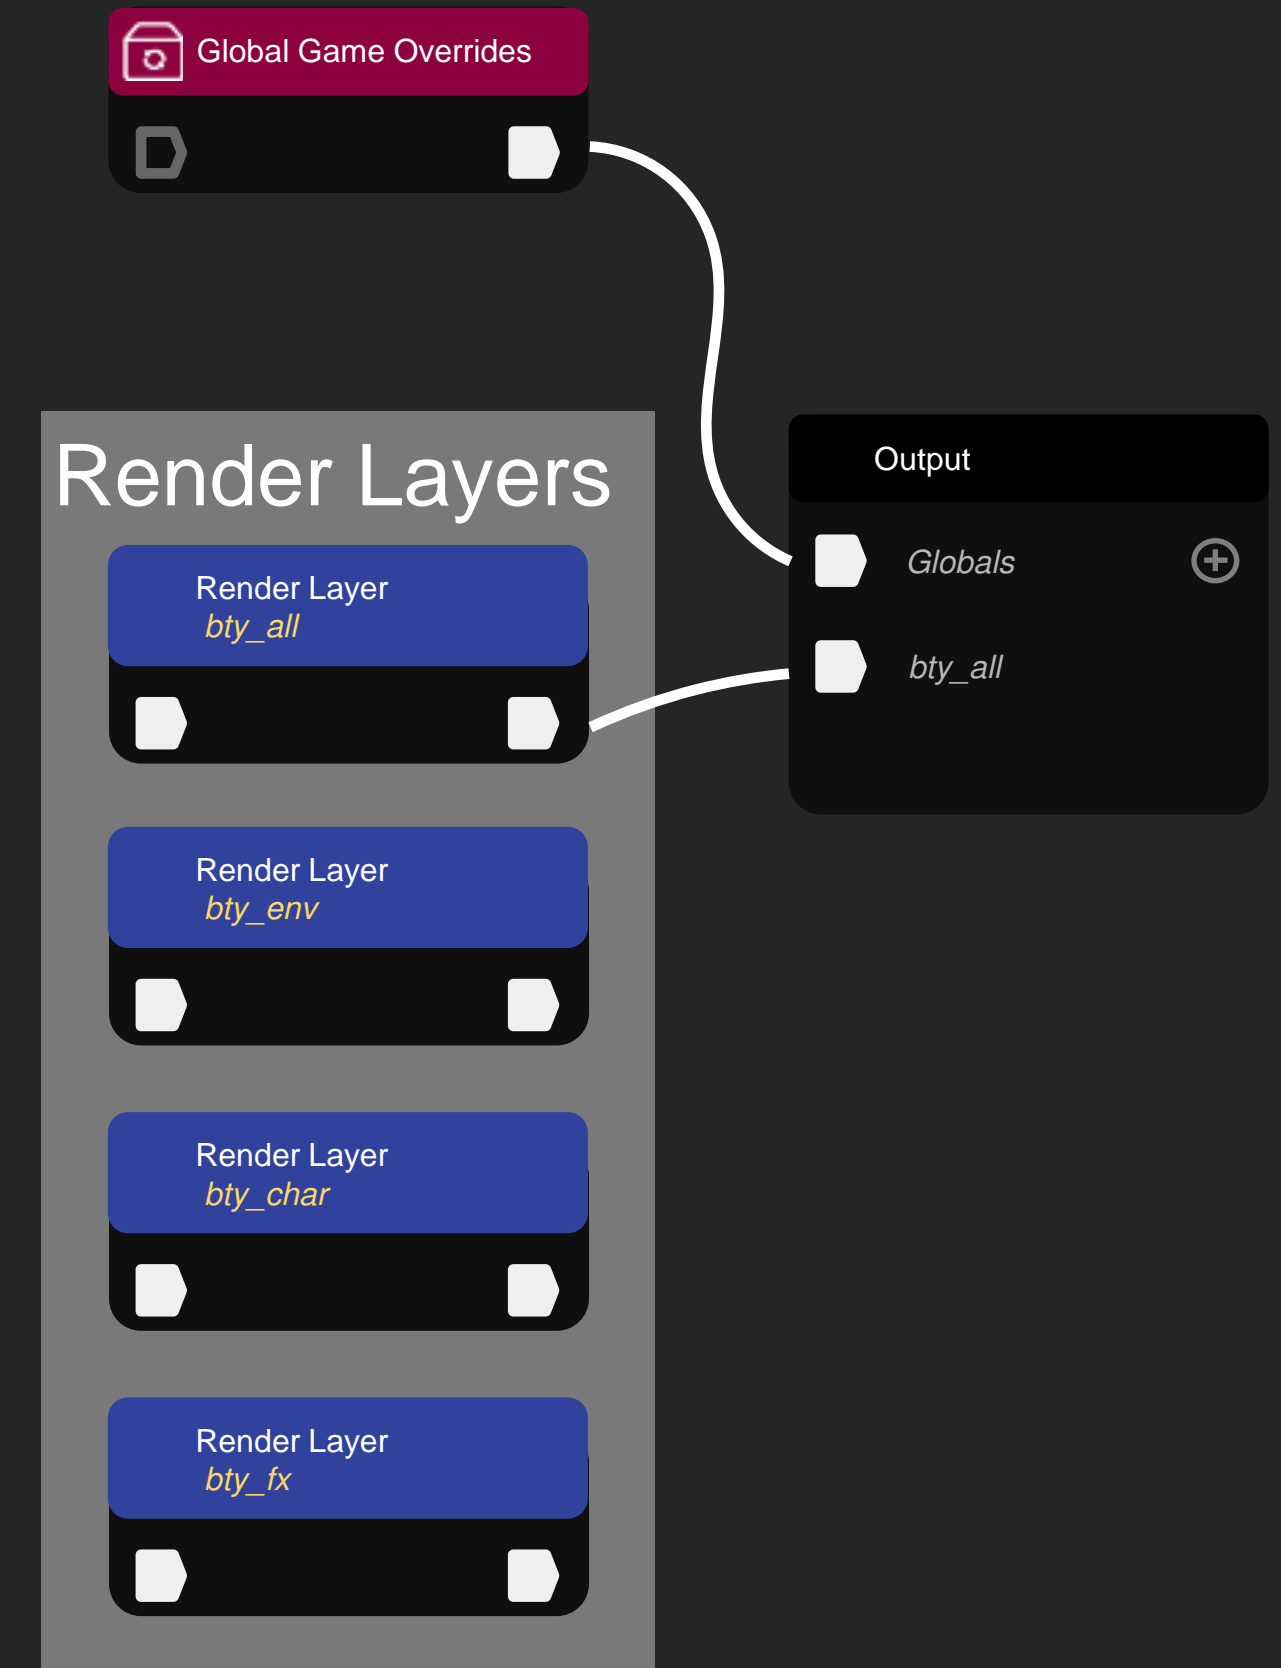 Global Game Overrides
Render Layers
Render Layer
bty_all
Render Layer
bty_env
Render Layer
bty_char
Render Layer
bty_fx
Output
Globals
bty_all